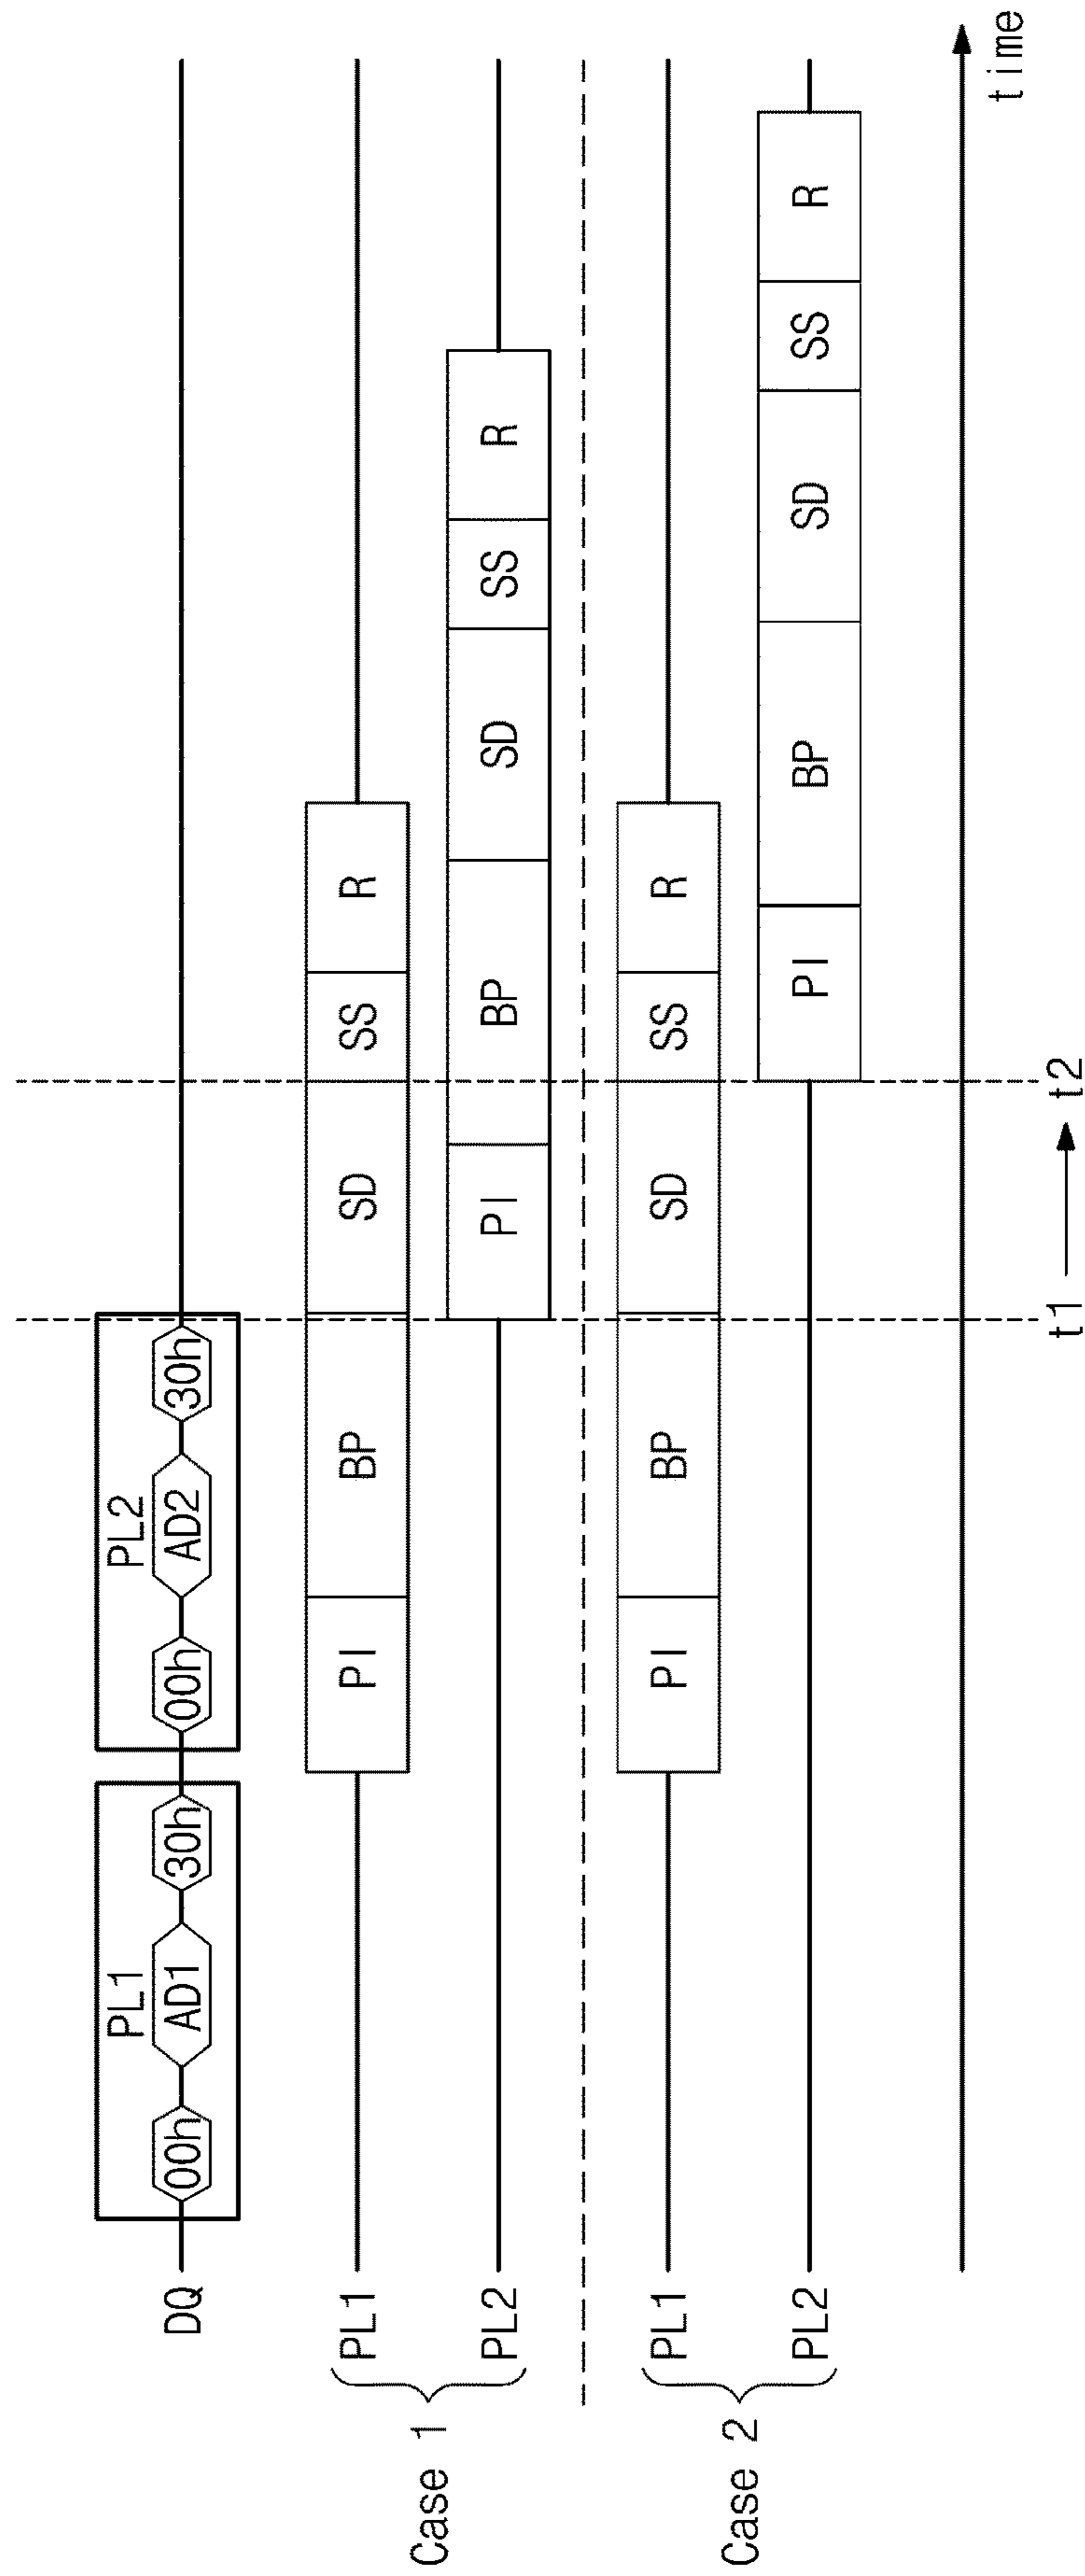 PL1 PL2
DQ 00h AD1 30h 00h AD2 30h
Case 1
PL1 PI BP SD SS R
PL2 PI BP SD SS R
Case 2
PL1 PI BP SD SS R
PL2 PI BP SD SS R
time
t1 t2